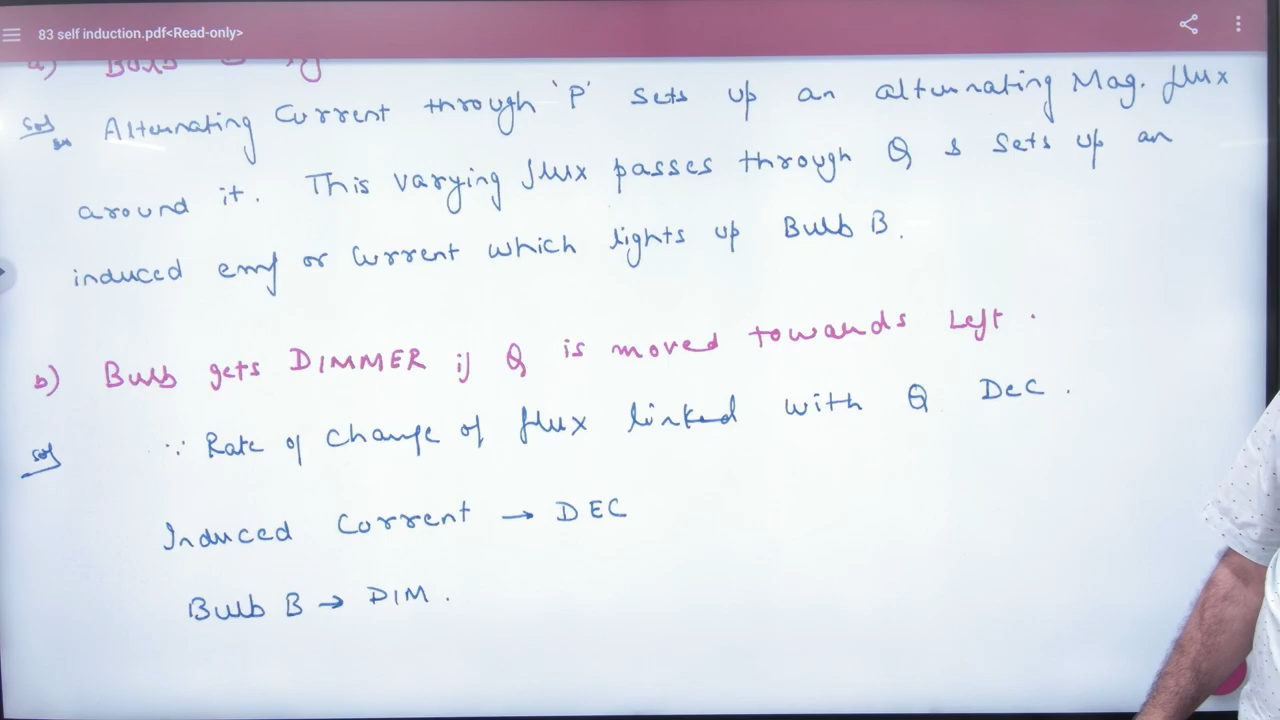 83 self induction.pdf<Read-only>
a) Bulb
Sol Alternating Current through 'P' sets up an alternating Mag. flux
around it. This varying flux passes through Q & sets up an
induced emf or Current which lights up Bulb B.
b) Bulb gets DIMMER if Q is moved towards Left.
Sol ∵ Rate of change of flux linked with Q Dec.
Induced Current → DEC
Bulb B → DIM.